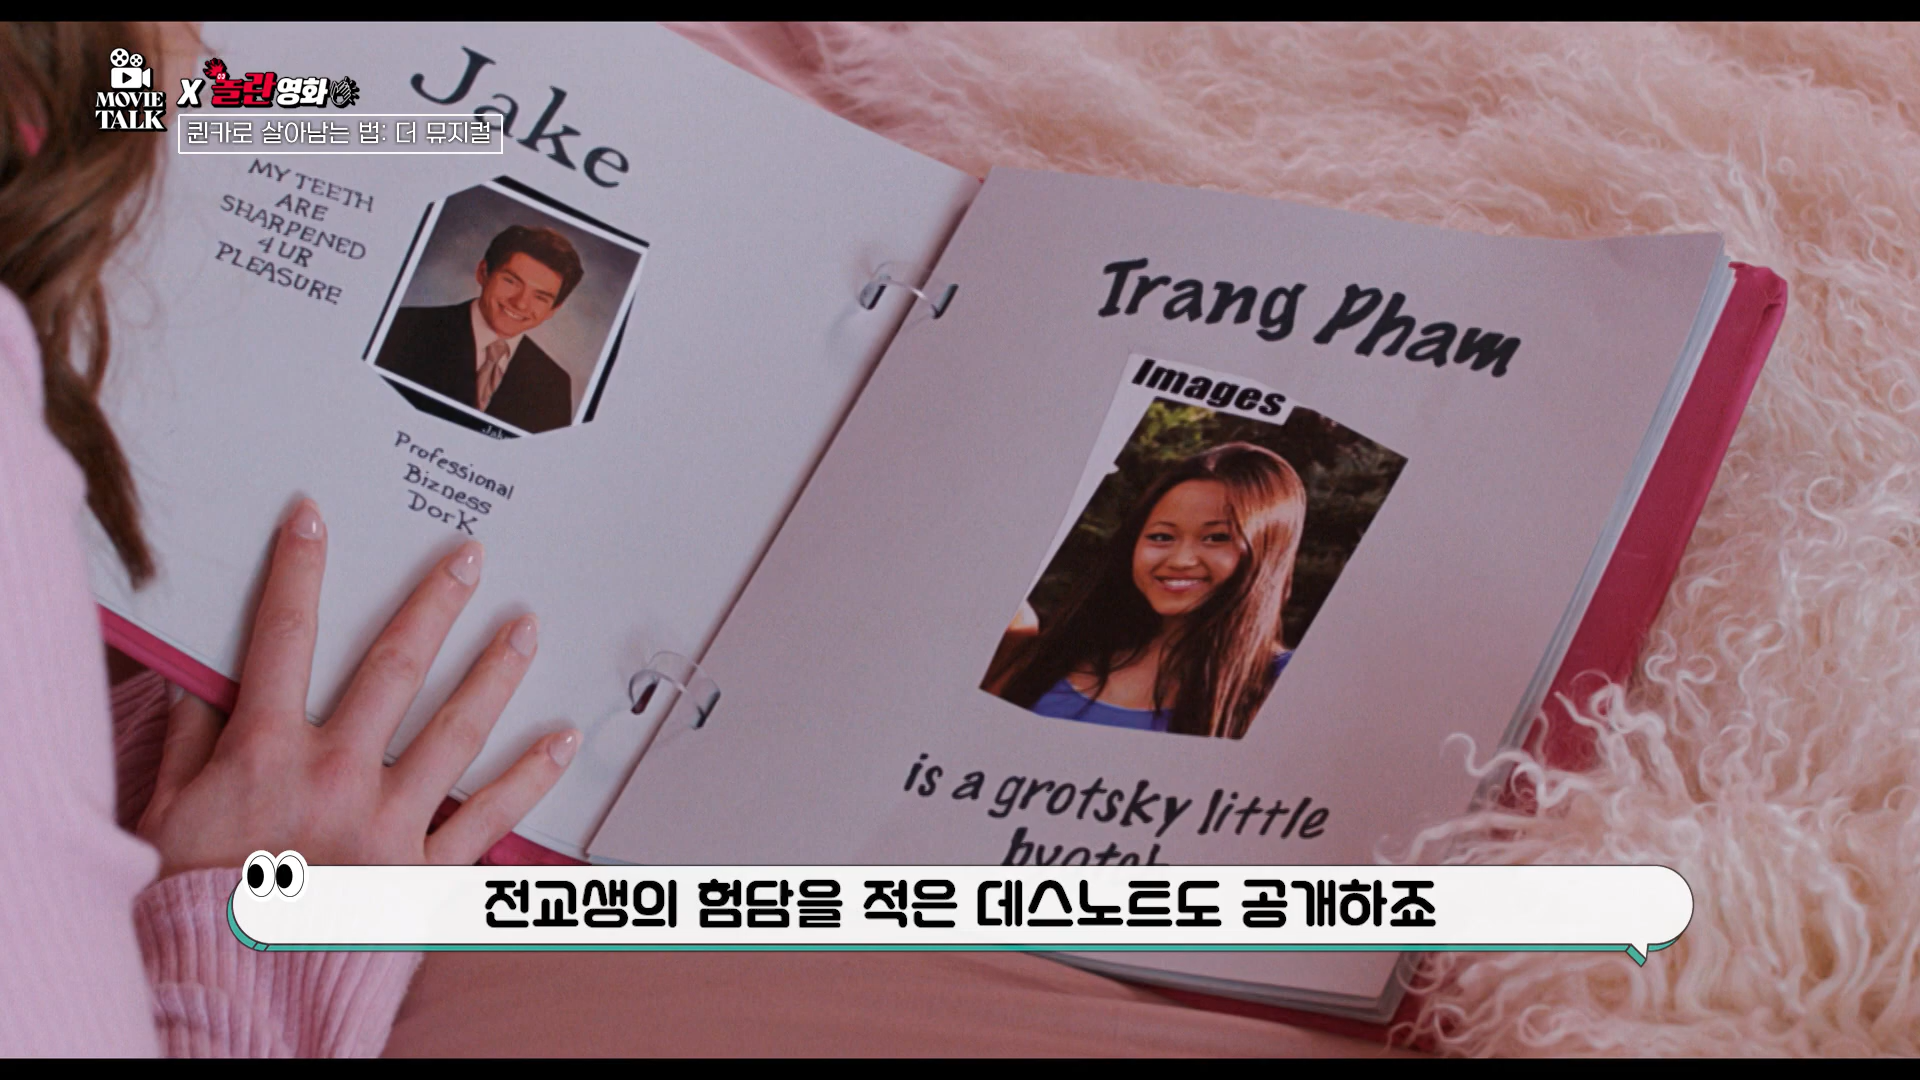 MOVIE
TALK
X 놀란영화
퀸카로 살아남는 법: 더 뮤지컬
Jake
MY TEETH
ARE
SHARPENED
4 UR
PLEASURE
Jake
Professional
Bizness
Dork
Trang Pham
Images
is a grotsky little
전교생의 험담을 적은 데스노트도 공개하죠